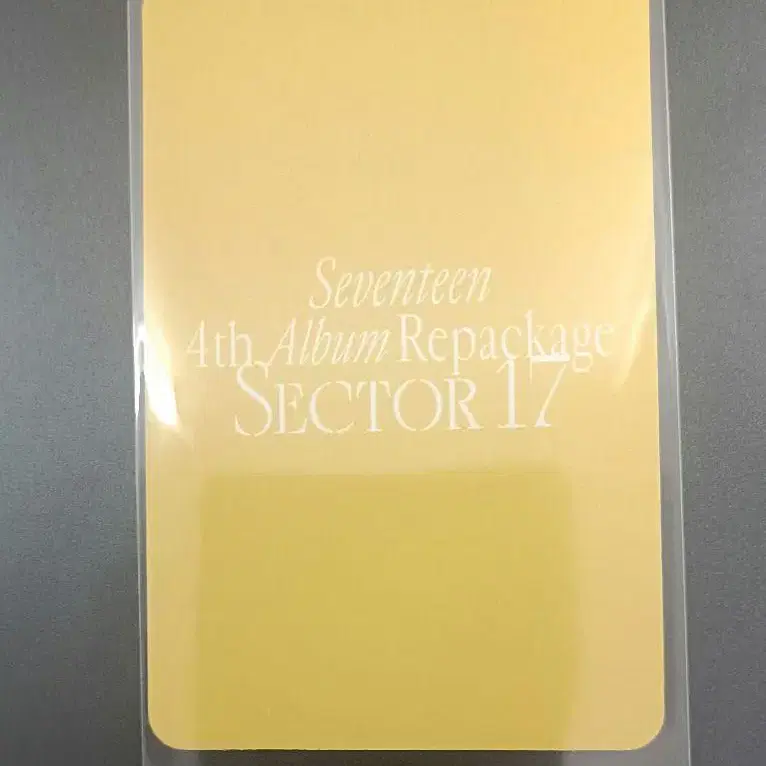 Seventeen
4th Album Repackage
SECTOR 17